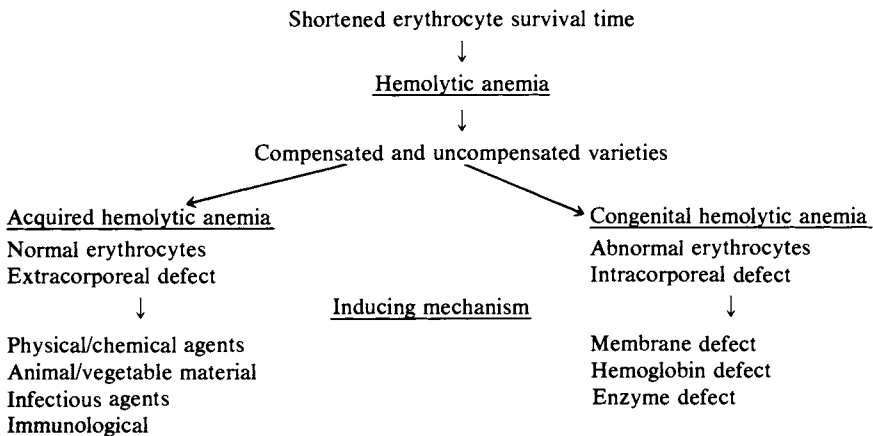 Shortened erythrocyte survival time
↓
Hemolytic anemia
↓
Compensated and uncompensated varieties
Acquired hemolytic anemia
Normal erythrocytes
Extracorporeal defect
↓
Physical/chemical agents
Animal/vegetable material
Infectious agents
Immunological
Inducing mechanism
Congenital hemolytic anemia
Abnormal erythrocytes
Intracorporeal defect
↓
Membrane defect
Hemoglobin defect
Enzyme defect